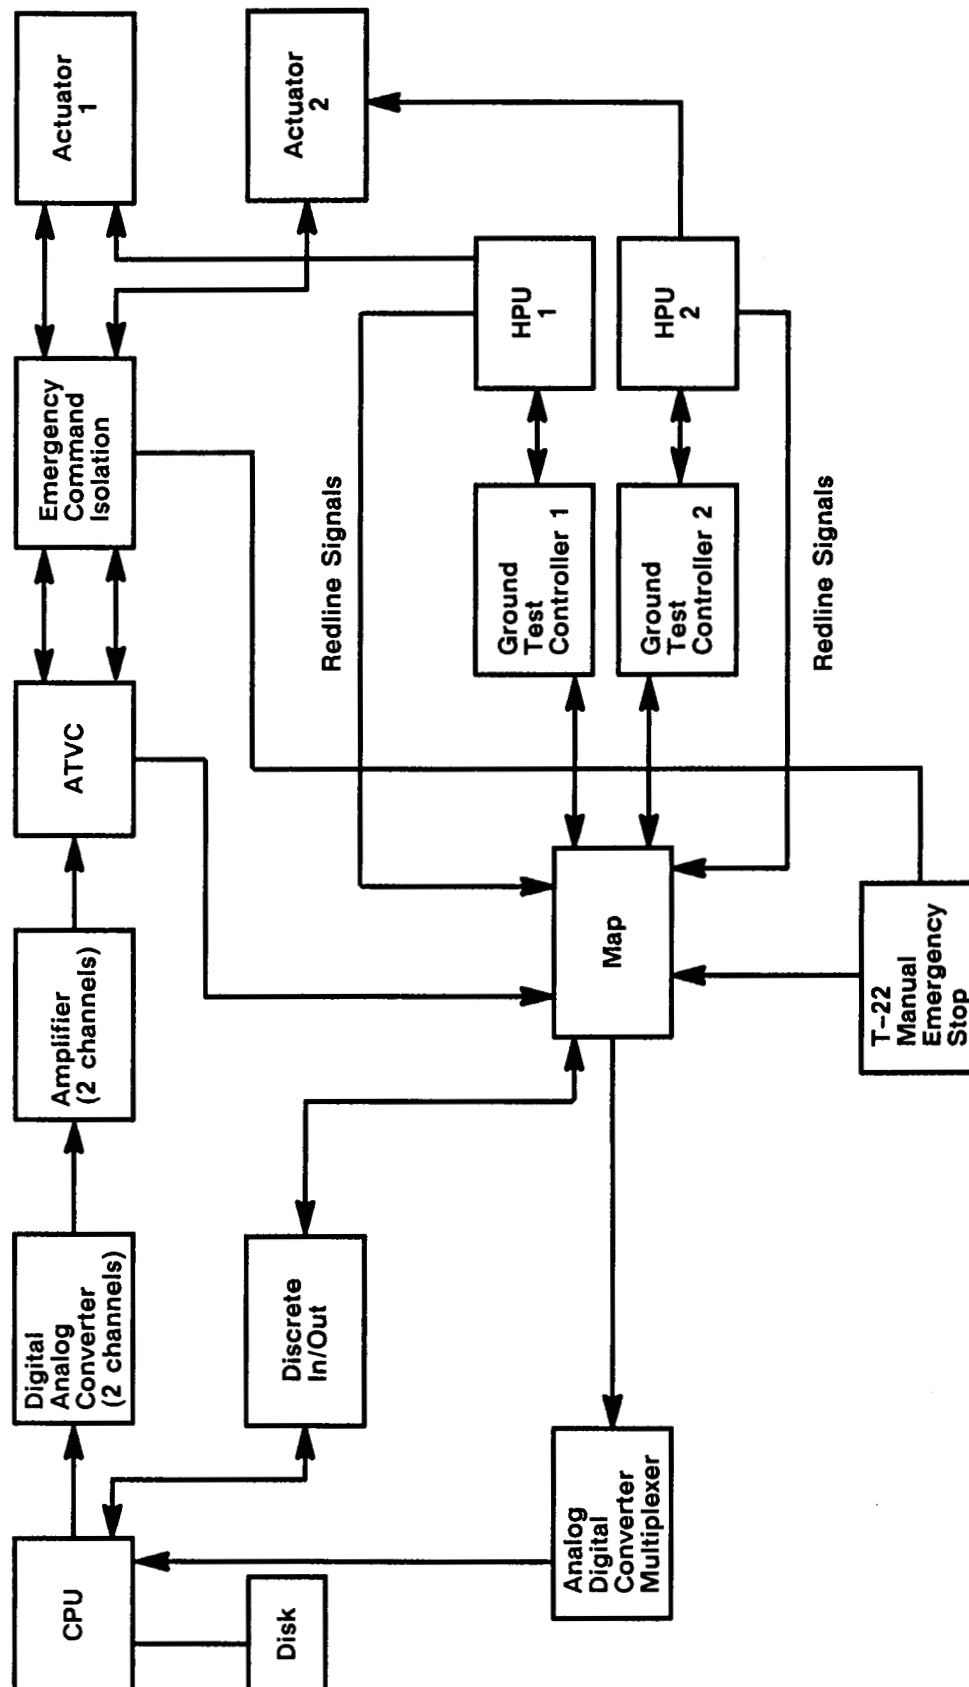 CPU
Disk
Digital
Analog
Converter
(2 channels)
Amplifier
(2 channels)
ATVC
Emergency
Command
Isolation
Actuator
1
Actuator
2
Discrete
In/Out
Redline Signals
HPU
1
HPU
2
Ground
Test
Controller 1
Ground
Test
Controller 2
Redline Signals
Map
Analog
Digital
Converter
Multiplexer
T-22
Manual
Emergency
Stop